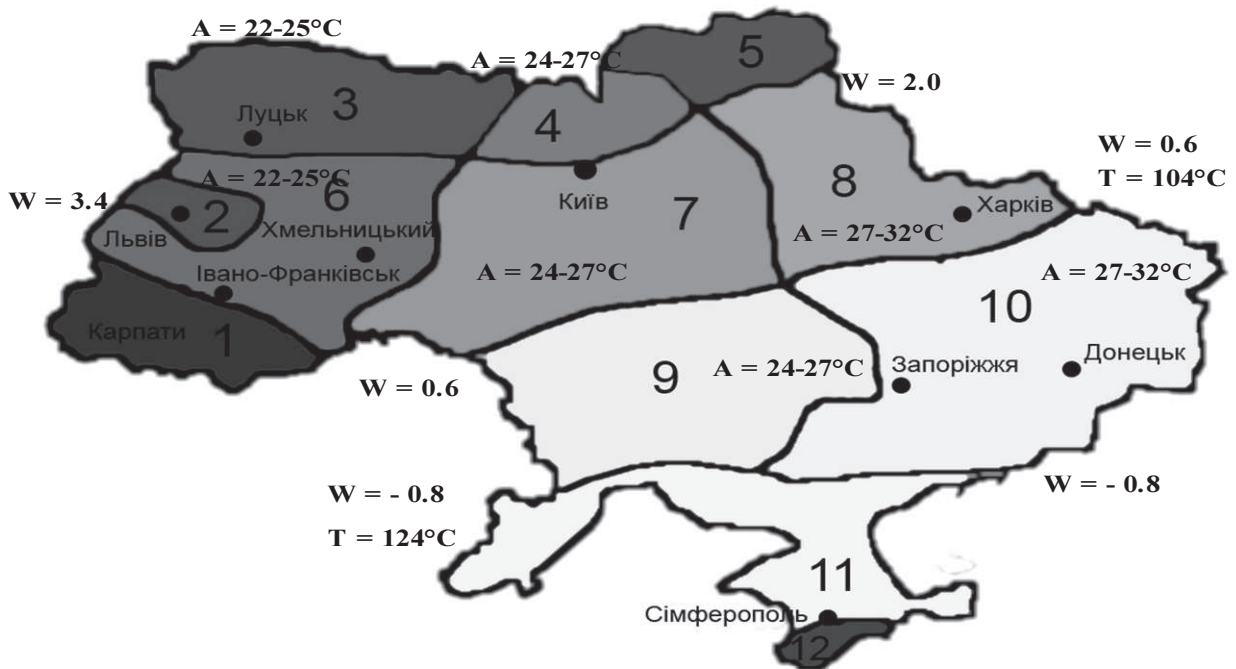 A = 22-25°C
A = 24-27°C
5
W = 2.0
3
Луцьк
4
W = 0.6
T = 104°C
A = 22-25°C
W = 3.4
2
6
Київ
8
Харків
7
Львів
Хмельницький
A = 27-32°C
Івано-Франківськ
A = 24-27°C
A = 27-32°C
10
Карпати
1
9
A = 24-27°C
Запоріжжя
Донецьк
W = 0.6
W = - 0.8
T = 124°C
W = - 0.8
11
Сімферополь
12